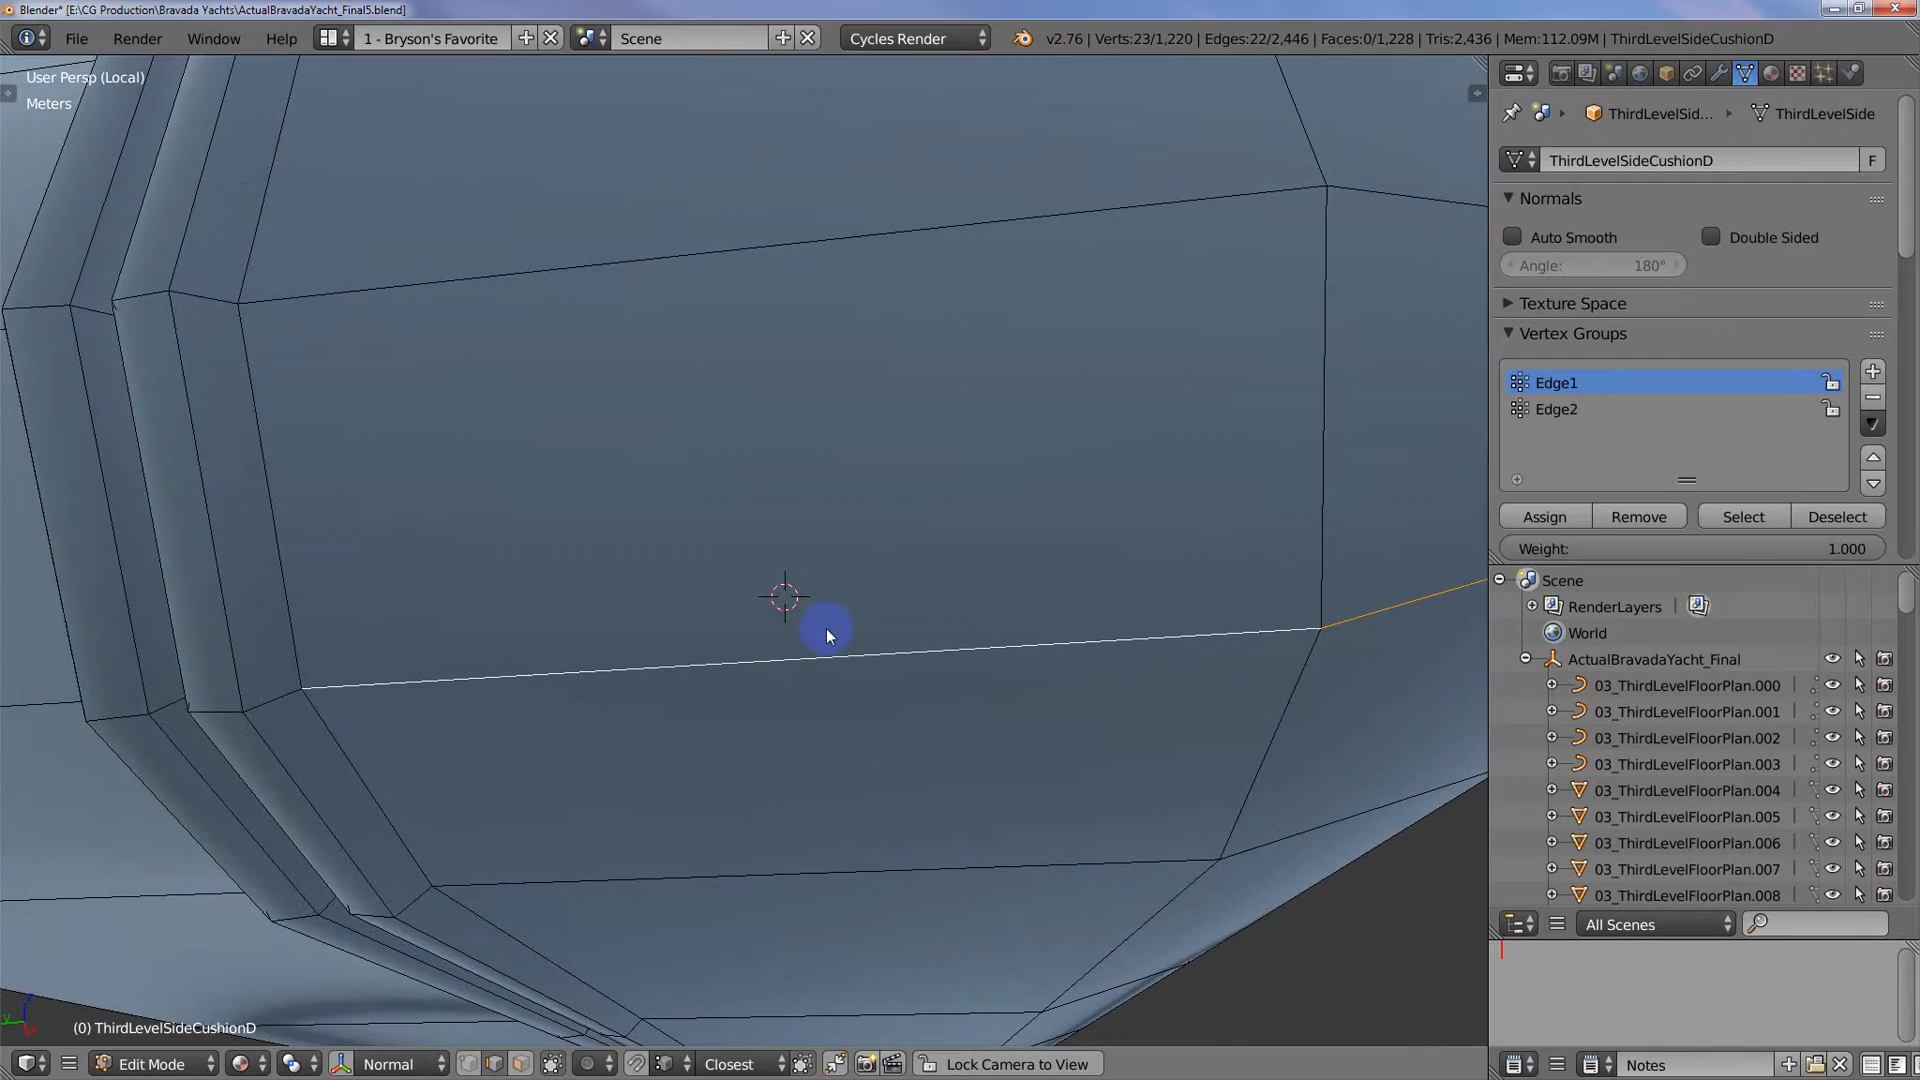 Blender* [E:\CG Production\Bravada Yachts\ActualBravadaYacht_Final5.blend]
File Render Window Help 1 - Bryson's Favorite Scene Cycles Render v2.76 | Verts:23/1,220 | Edges:22/2,446 | Faces:0/1,228 | Tris:2,436 | Mem:112.09M | ThirdLevelSideCushionD
User Persp (Local)
Meters
ThirdLevelSid... ThirdLevelSide
ThirdLevelSideCushionD F
Normals
Auto Smooth Double Sided
Angle: 180°
Texture Space
Vertex Groups
Edge1
Edge2
Assign Remove Select Deselect
Weight: 1.000
Scene
RenderLayers
World
ActualBravadaYacht_Final
03_ThirdLevelFloorPlan.000
03_ThirdLevelFloorPlan.001
03_ThirdLevelFloorPlan.002
03_ThirdLevelFloorPlan.003
03_ThirdLevelFloorPlan.004
03_ThirdLevelFloorPlan.005
03_ThirdLevelFloorPlan.006
03_ThirdLevelFloorPlan.007
03_ThirdLevelFloorPlan.008
All Scenes
z
y x
(0) ThirdLevelSideCushionD
Edit Mode Normal Closest Lock Camera to View Notes